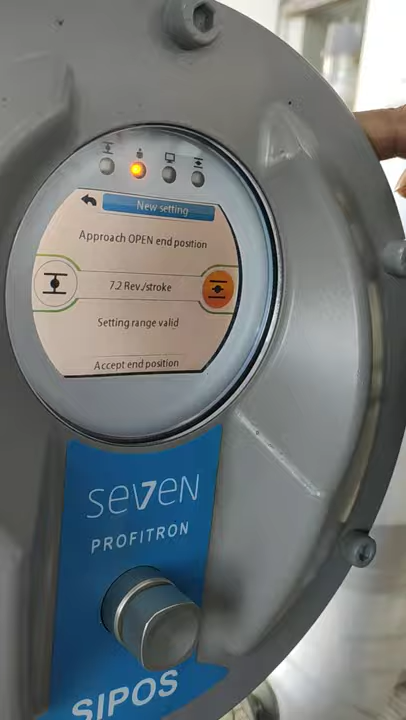 New setting
Approach OPEN end position
7.2 Rev./stroke
Setting range valid
Accept end position
SEVEN
PROFITRON
SIPOS